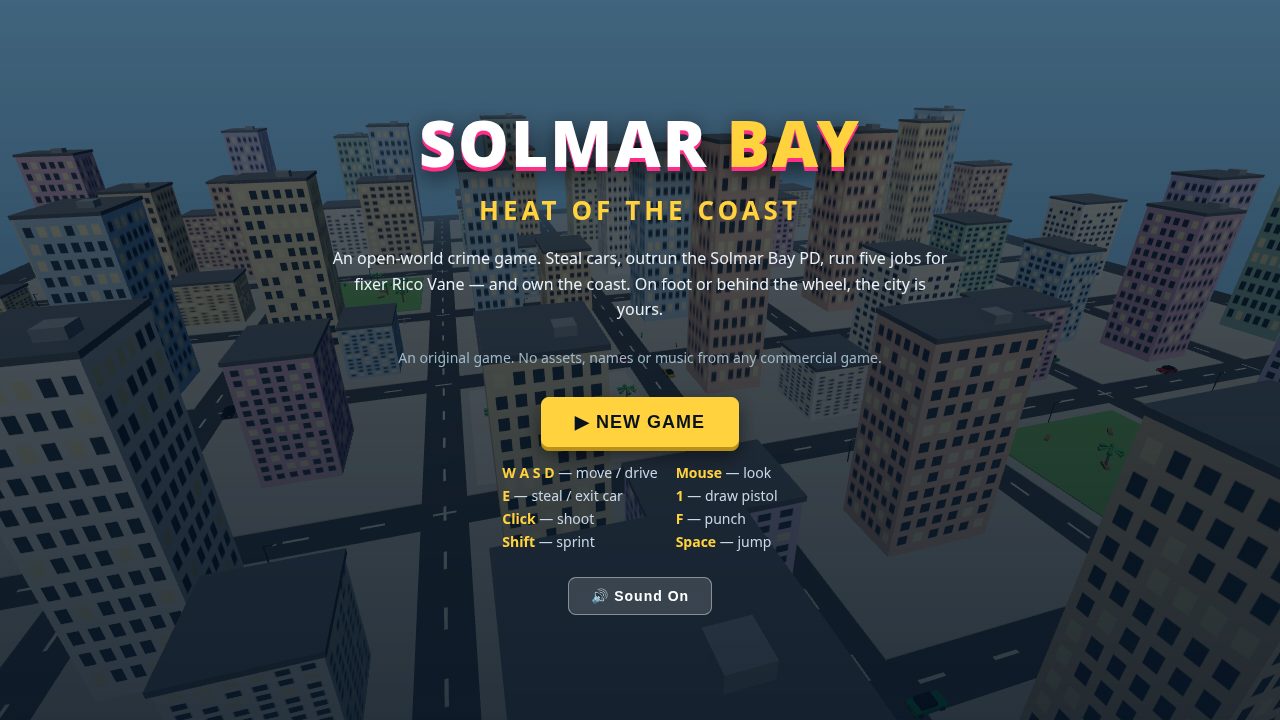 SOLMAR BAY
HEAT OF THE COAST
An open-world crime game. Steal cars, outrun the Solmar Bay PD, run five jobs for
fixer Rico Vane — and own the coast. On foot or behind the wheel, the city is
yours.
An original game. No assets, names or music from any commercial game.
▶ NEW GAME
W A S D — move / drive
Mouse — look
E — steal / exit car
1 — draw pistol
Click — shoot
F — punch
Shift — sprint
Space — jump
🔊 Sound On